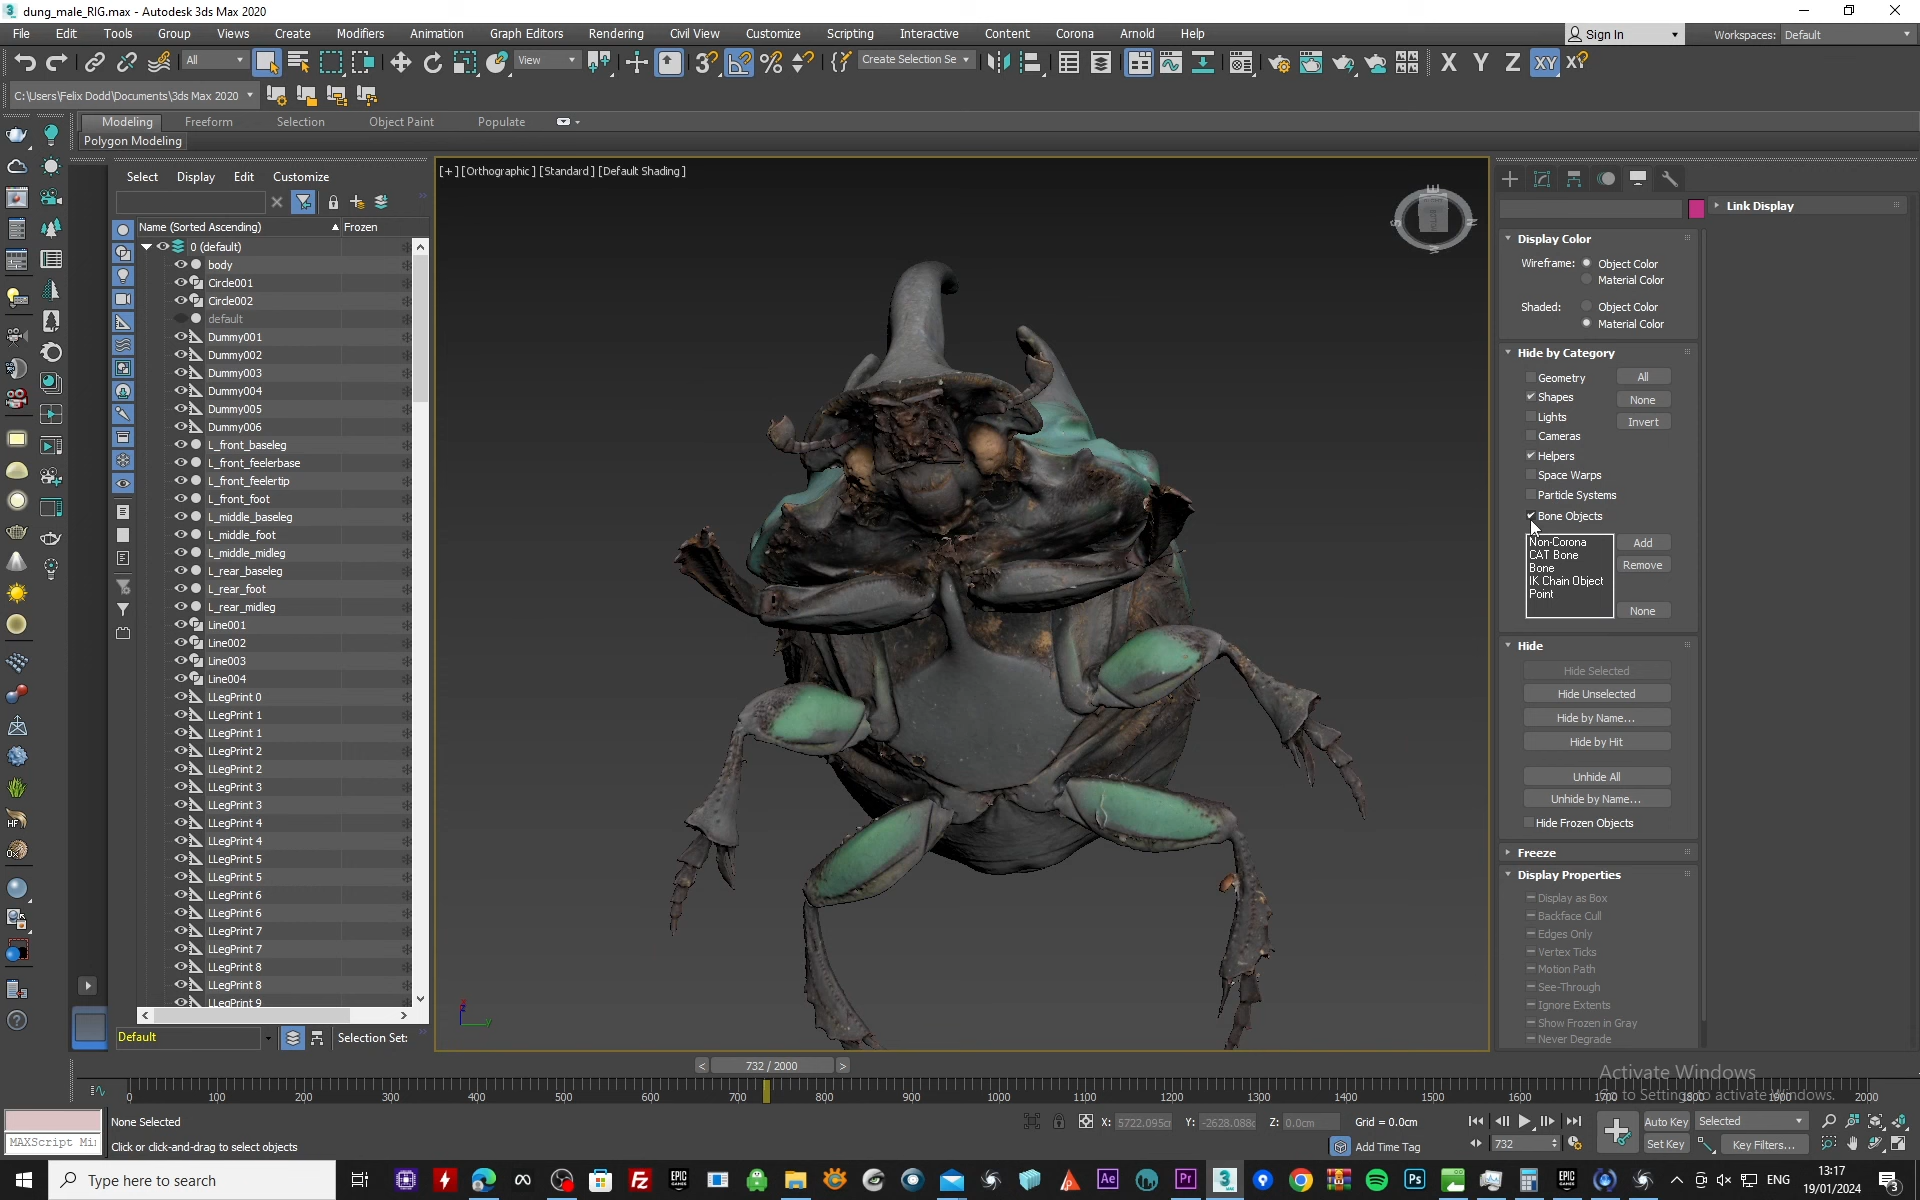 dung_male_RIG.max - Autodesk 3ds Max 2020
File Edit Tools Group Views Create Modifiers Animation Graph Editors Rendering Civil View Customize Scripting Interactive Content Corona Arnold Help
Sign In Workspaces: Default
All View Create Selection Se X Y Z XY
C:\Users\Felix Dodd\Documents\3ds Max 2020
Modeling Freeform Selection Object Paint Populate
Polygon Modeling
Select Display Edit Customize
Name (Sorted Ascending) Frozen
0 (default)
body
Circle001
Circle002
default
Dummy001
Dummy002
Dummy003
Dummy004
Dummy005
Dummy006
L_front_baseleg
L_front_feelerbase
L_front_feelertip
L_front_foot
L_middle_baseleg
L_middle_foot
L_middle_midleg
L_rear_baseleg
L_rear_foot
L_rear_midleg
Line001
Line002
Line003
Line004
LLegPrint 0
LLegPrint 1
LLegPrint 1
LLegPrint 2
LLegPrint 2
LLegPrint 3
LLegPrint 3
LLegPrint 4
LLegPrint 4
LLegPrint 5
LLegPrint 5
LLegPrint 6
LLegPrint 6
LLegPrint 7
LLegPrint 7
LLegPrint 8
LLegPrint 8
LLegPrint 9
Default Selection Set:
[+] [Orthographic ] [Standard ] [Default Shading ]
Link Display
Display Color
Wireframe: Object Color
Material Color
Shaded: Object Color
Material Color
Hide by Category
Geometry All
Shapes None
Lights Invert
Cameras
Helpers
Space Warps
Particle Systems
Bone Objects
Non-Corona Add
CAT Bone
Bone Remove
IK Chain Object
Point
None
Hide
Hide Selected
Hide Unselected
Hide by Name...
Hide by Hit
Unhide All
Unhide by Name...
Hide Frozen Objects
Freeze
Display Properties
Display as Box
Backface Cull
Edges Only
Vertex Ticks
Motion Path
See-Through
Ignore Extents
Show Frozen in Gray
Never Degrade
732 / 2000
0 100 200 300 400 500 600 700 800 900 1000 1100 1200 1300 1400 1500 1600 1700 1800 1900 2000
Activate Windows
Go to Settings to activate Windows.
None Selected X: 5722.095c Y: -2628.088c Z: 0.0cm Grid = 0.0cm Auto Key Selected
MAXScript Mi Click or click-and-drag to select objects Add Time Tag 732 Set Key Key Filters...
Type here to search ENG 13:17
19/01/2024